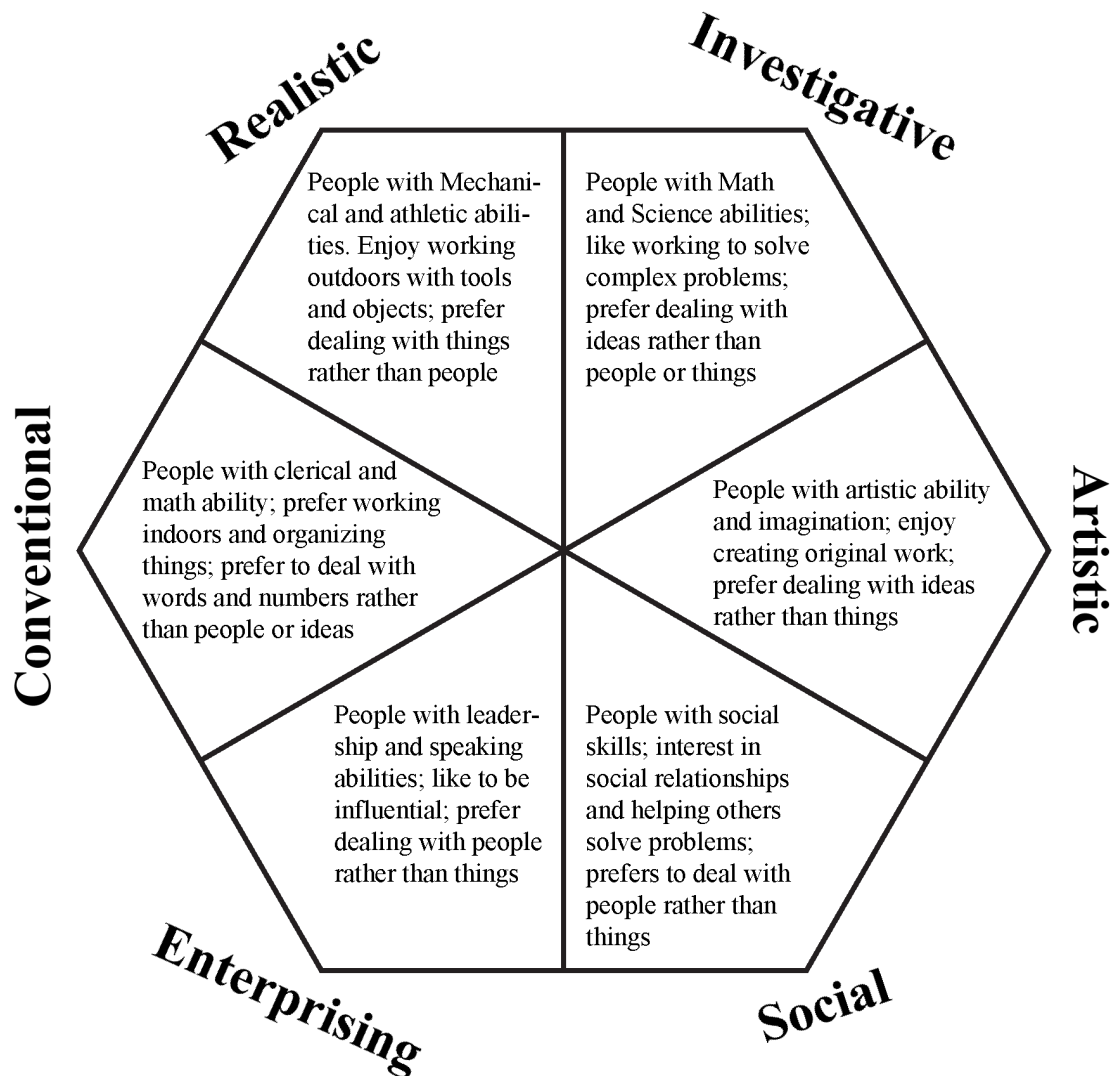 Realistic
Investigative
People with Mechani-
cal and athletic abili-
ties. Enjoy working
outdoors with tools
and objects; prefer
dealing with things
rather than people
People with Math
and Science abilities;
like working to solve
complex problems;
prefer dealing with
ideas rather than
people or things
Conventional
People with clerical and
math ability; prefer working
indoors and organizing
things; prefer to deal with
words and numbers rather
than people or ideas
People with artistic ability
and imagination; enjoy
creating original work;
prefer dealing with ideas
rather than things
Artistic
People with leader-
ship and speaking
abilities; like to be
influential; prefer
dealing with people
rather than things
People with social
skills; interest in
social relationships
and helping others
solve problems;
prefers to deal with
people rather than
things
Enterprising
Social